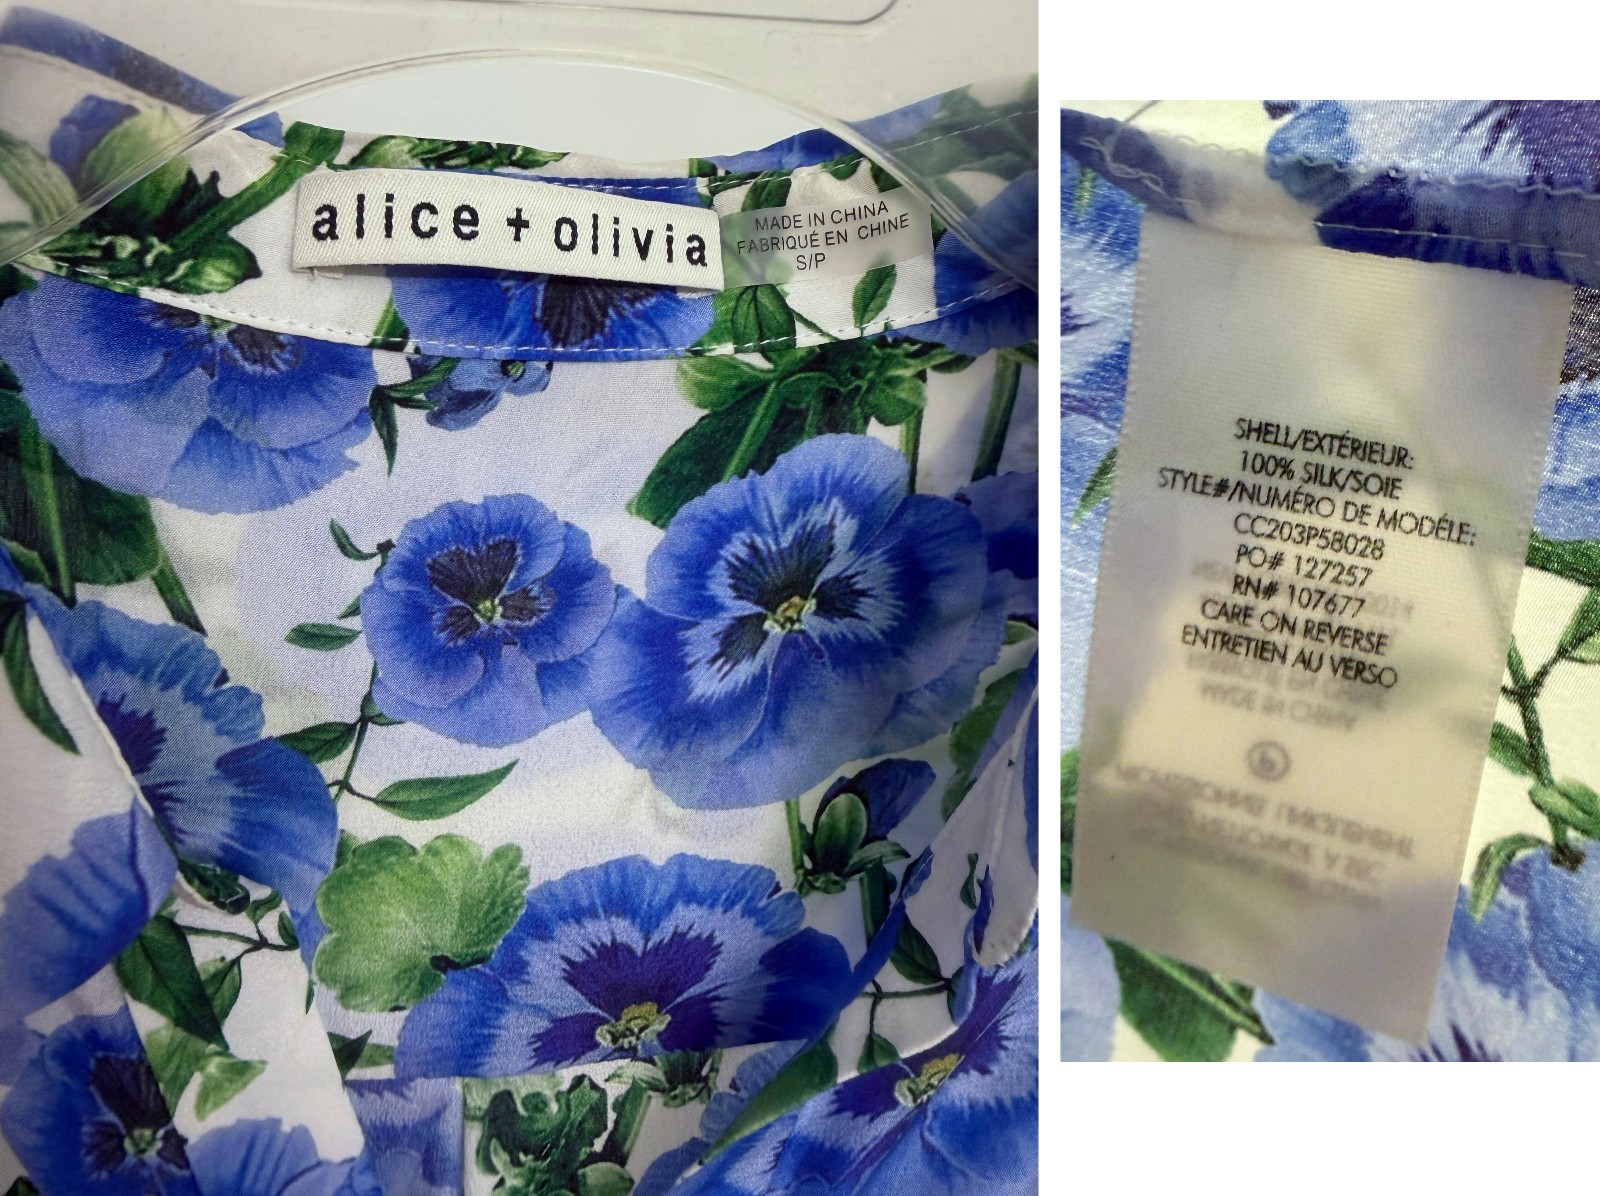 alice + olivia
MADE IN CHINA
FABRIQUÉ EN CHINE
S/P
SHELL/EXTÉRIEUR:
100% SILK/SOIE
STYLE#/NUMÉRO DE MODÉLE:
CC203P58028
PO# 127257
RN# 107677
CARE ON REVERSE
ENTRETIEN AU VERSO